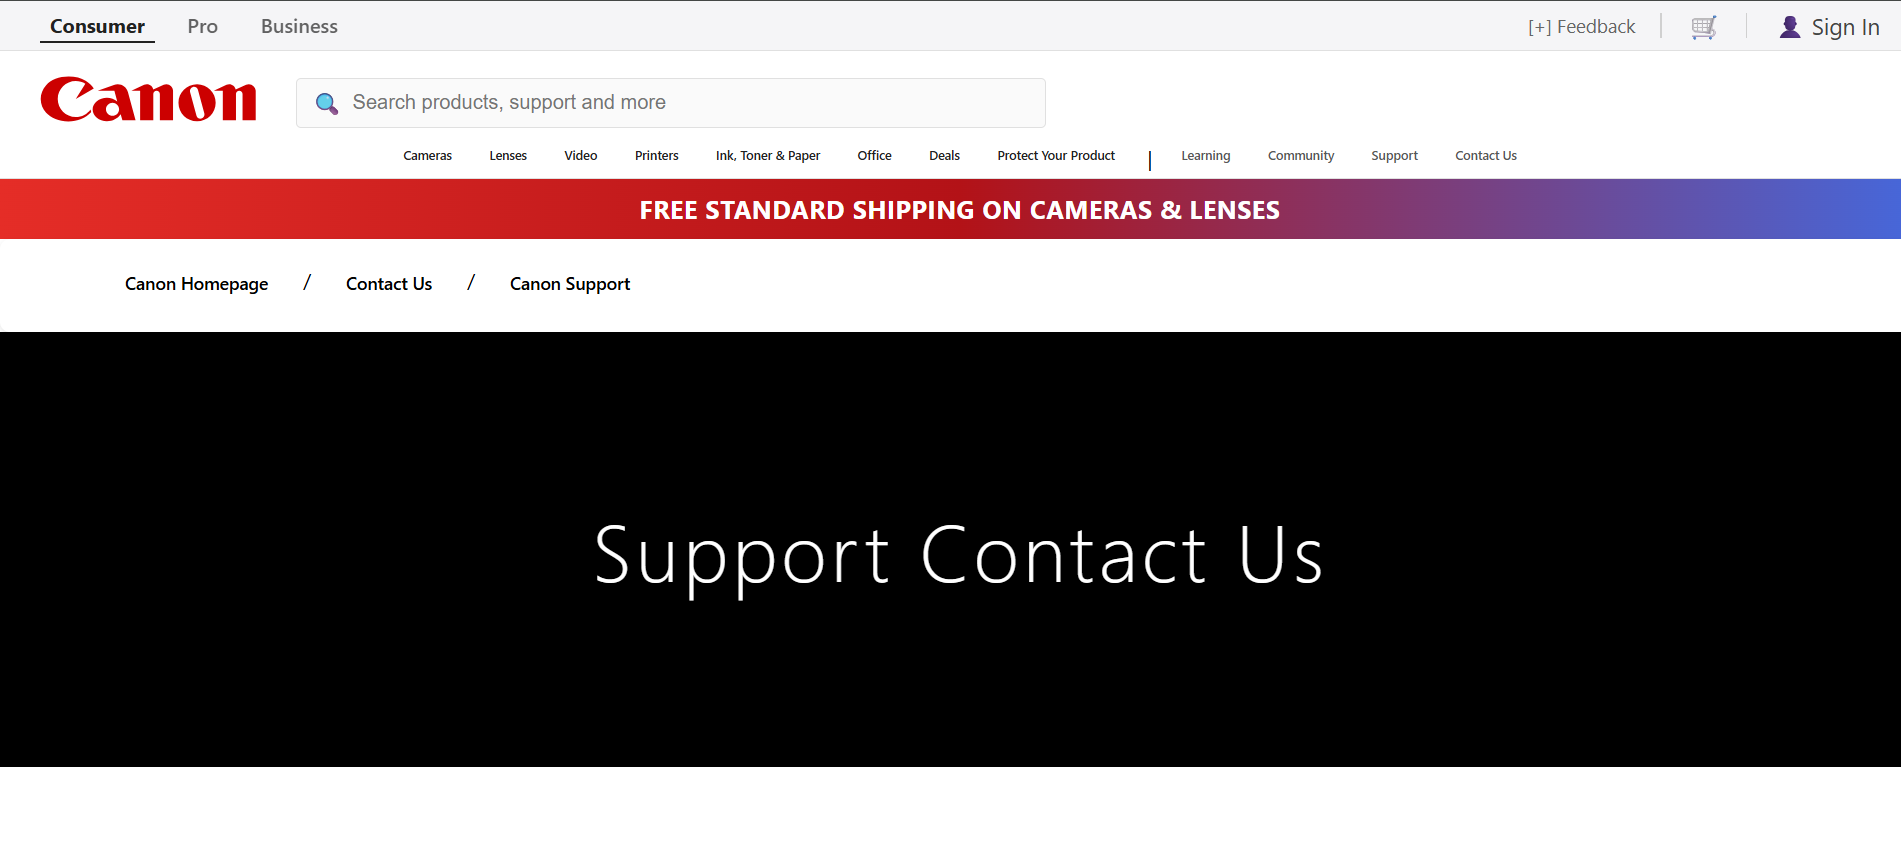 Consumer Pro Business [+] Feedback Sign In
Canon Search products, support and more
Cameras Lenses Video Printers Ink, Toner & Paper Office Deals Protect Your Product | Learning Community Support Contact Us
FREE STANDARD SHIPPING ON CAMERAS & LENSES
Canon Homepage / Contact Us / Canon Support
Support Contact Us